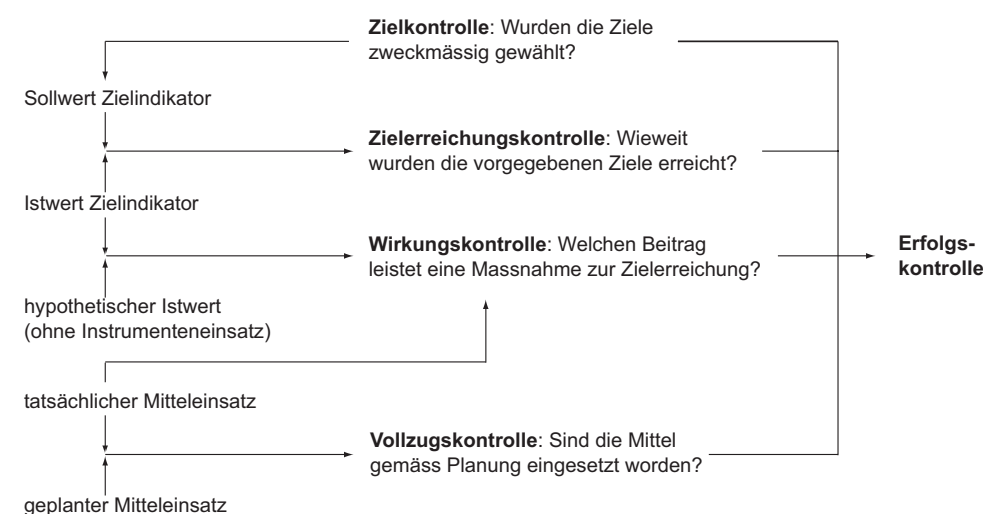 Zielkontrolle: Wurden die Ziele
zweckmässig gewählt?
Sollwert Zielindikator
Zielerreichungskontrolle: Wieweit
wurden die vorgegebenen Ziele erreicht?
Istwert Zielindikator
Wirkungskontrolle: Welchen Beitrag
leistet eine Massnahme zur Zielerreichung?
Erfolgs-
kontrolle
hypothetischer Istwert
(ohne Instrumenteneinsatz)
tatsächlicher Mitteleinsatz
Vollzugskontrolle: Sind die Mittel
gemäss Planung eingesetzt worden?
geplanter Mitteleinsatz